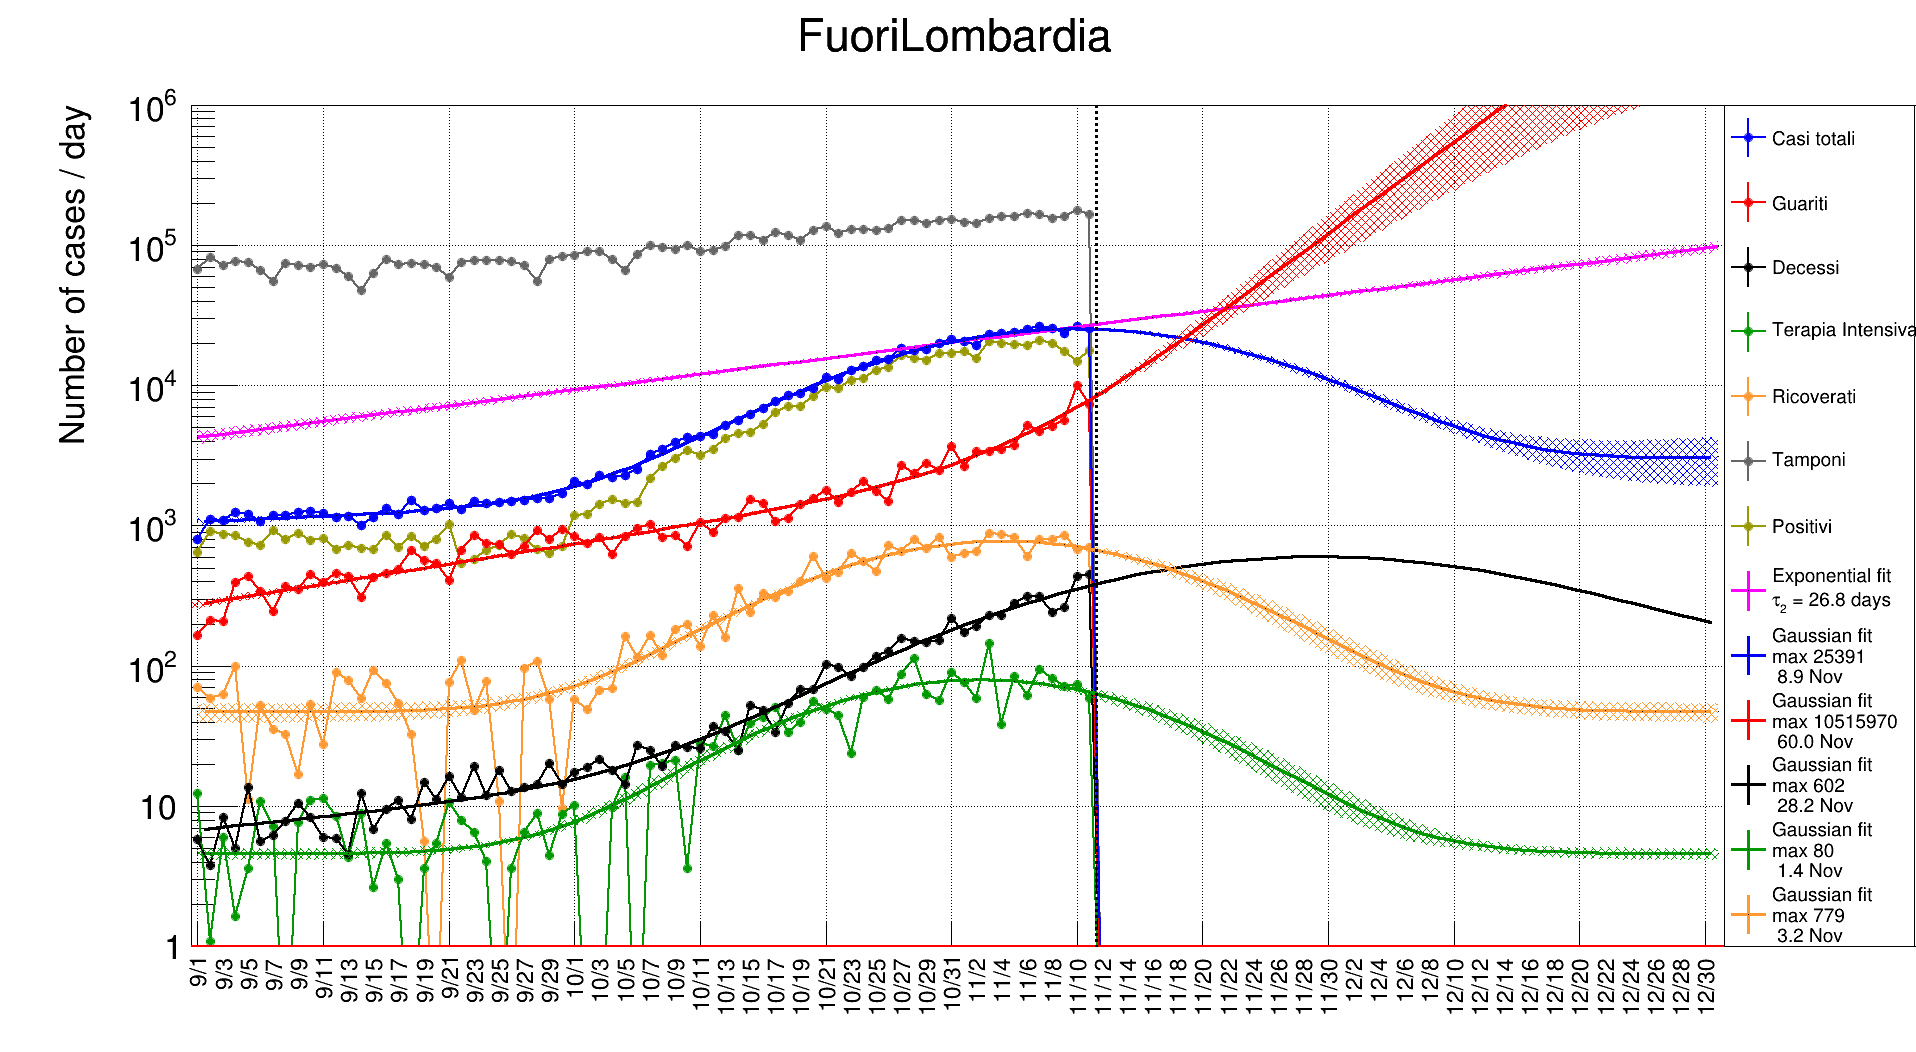 FuoriLombardia
Number of cases / day
10^6
10^5
10^4
10^3
10^2
10
1
9/1 9/3 9/5 9/7 9/9 9/11 9/13 9/15 9/17 9/19 9/21 9/23 9/25 9/27 9/29 10/1 10/3 10/5 10/7 10/9 10/11 10/13 10/15 10/17 10/19 10/21 10/23 10/25 10/27 10/29 10/31 11/2 11/4 11/6 11/8 11/10 11/12 11/14 11/16 11/18 11/20 11/22 11/24 11/26 11/28 11/30 12/2 12/4 12/6 12/8 12/10 12/12 12/14 12/16 12/18 12/20 12/22 12/24 12/26 12/28 12/30
Casi totali
Guariti
Decessi
Terapia Intensiva
Ricoverati
Tamponi
Positivi
Exponential fit
τ2 = 26.8 days
Gaussian fit
max 25391
8.9 Nov
Gaussian fit
max 10515970
60.0 Nov
Gaussian fit
max 602
28.2 Nov
Gaussian fit
max 80
1.4 Nov
Gaussian fit
max 779
3.2 Nov